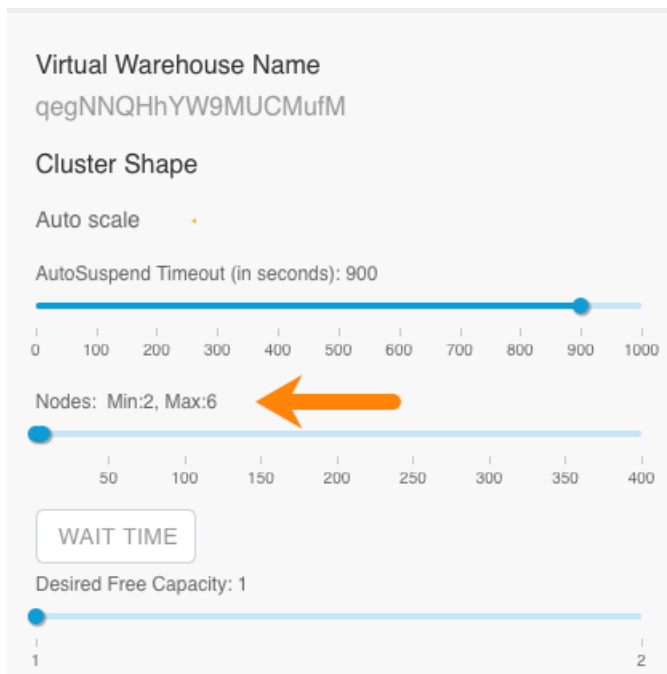 Virtual Warehouse Name
qegNNQHhYW9MUCMufM
Cluster Shape
Auto scale
AutoSuspend Timeout (in seconds): 900
0 100 200 300 400 500 600 700 800 900 1000
Nodes: Min:2, Max:6
50 100 150 200 250 300 350 400
WAIT TIME
Desired Free Capacity: 1
1 2